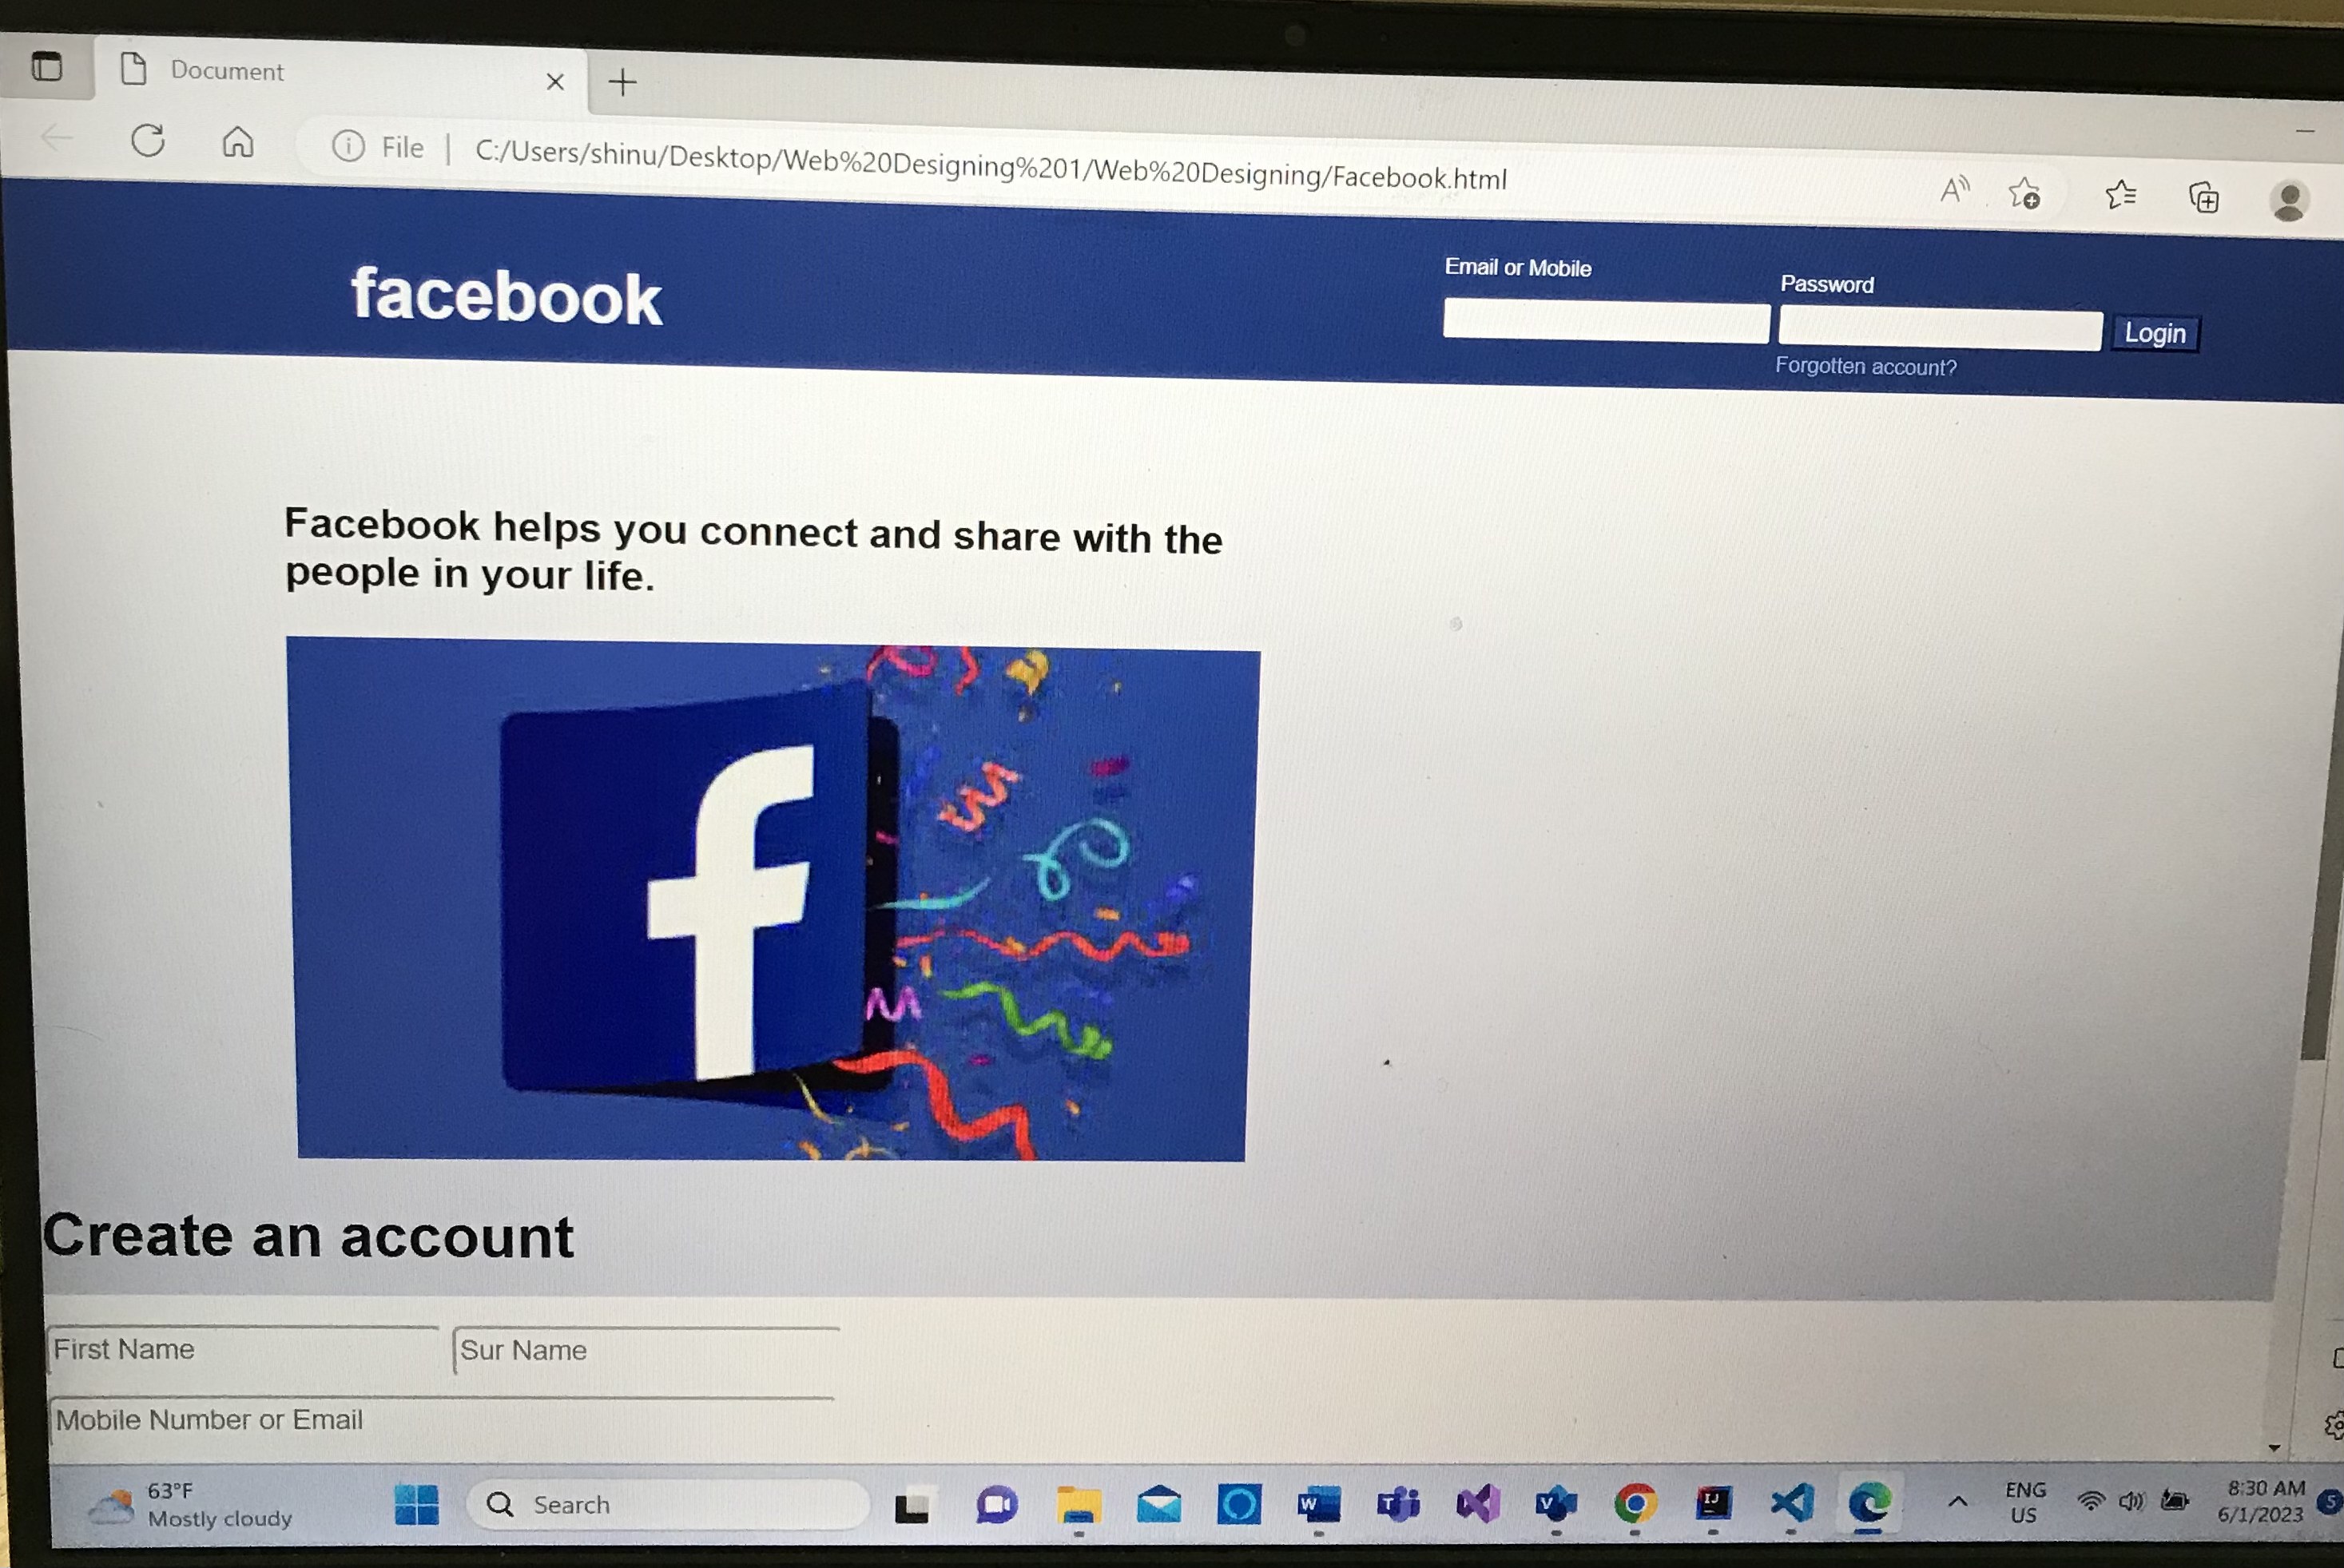 Document
File | C:/Users/shinu/Desktop/Web%20Designing%201/Web%20Designing/Facebook.html
facebook
Email or Mobile
Password
Login
Forgotten account?
Facebook helps you connect and share with the
people in your life.
f
Create an account
First Name
Sur Name
Mobile Number or Email
63°F
Mostly cloudy
Search
ENG
US
8:30 AM
6/1/2023
5